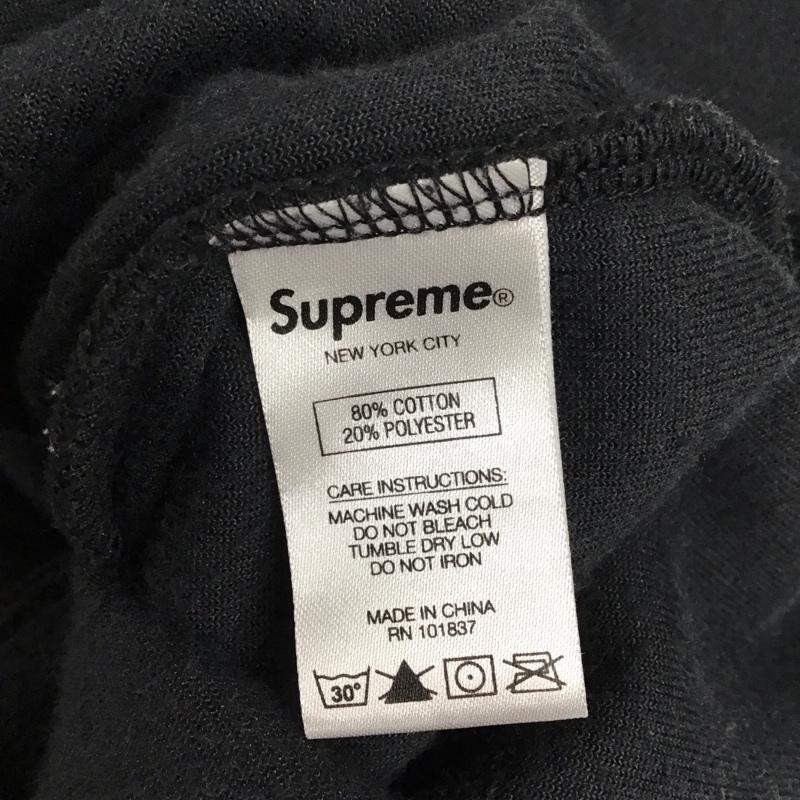 Supreme®
NEW YORK CITY
80% COTTON
20% POLYESTER
CARE INSTRUCTIONS:
MACHINE WASH COLD
DO NOT BLEACH
TUMBLE DRY LOW
DO NOT IRON
MADE IN CHINA
RN 101837
30°